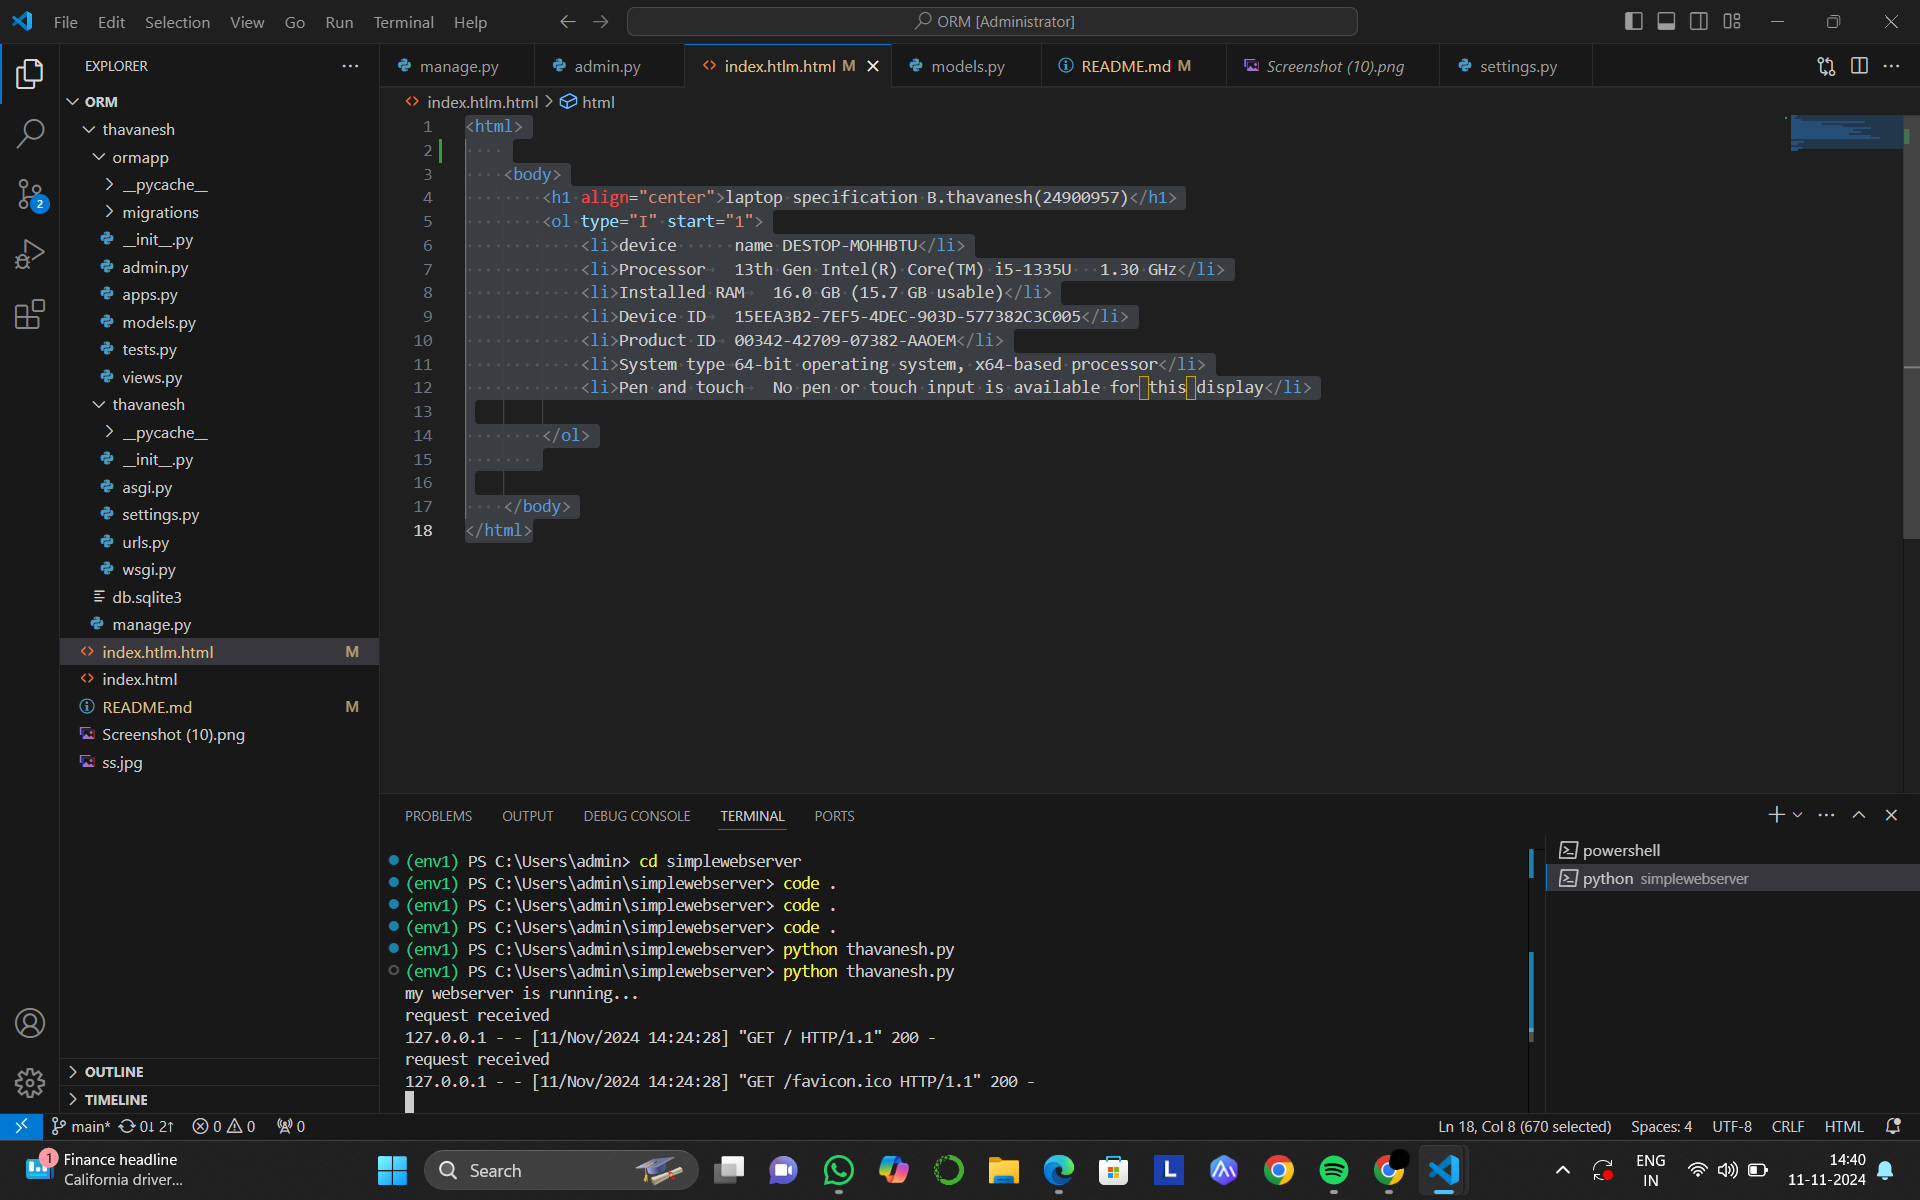 File Edit Selection View Go Run Terminal Help
ORM [Administrator]
EXPLORER
ORM
thavanesh
ormapp
__pycache__
migrations
__init__.py
admin.py
apps.py
models.py
tests.py
views.py
thavanesh
__pycache__
__init__.py
asgi.py
settings.py
urls.py
wsgi.py
db.sqlite3
manage.py
index.htlm.html M
index.html
README.md M
Screenshot (10).png
ss.jpg
OUTLINE
TIMELINE
2
manage.py admin.py index.htlm.html M models.py README.md M Screenshot (10).png settings.py
index.htlm.html > html
1 <html>
2
3 <body>
4 <h1 align="center">laptop specification B.thavanesh(24900957)</h1>
5 <ol type="I" start="1">
6 <li>device name DESTOP-MOHHBTU</li>
7 <li>Processor 13th Gen Intel(R) Core(TM) i5-1335U 1.30 GHz</li>
8 <li>Installed RAM 16.0 GB (15.7 GB usable)</li>
9 <li>Device ID 15EEA3B2-7EF5-4DEC-903D-577382C3C005</li>
10 <li>Product ID 00342-42709-07382-AAOEM</li>
11 <li>System type 64-bit operating system, x64-based processor</li>
12 <li>Pen and touch No pen or touch input is available for this display</li>
13
14 </ol>
15
16
17 </body>
18 </html>
PROBLEMS OUTPUT DEBUG CONSOLE TERMINAL PORTS
(env1) PS C:\Users\admin> cd simplewebserver
(env1) PS C:\Users\admin\simplewebserver> code .
(env1) PS C:\Users\admin\simplewebserver> code .
(env1) PS C:\Users\admin\simplewebserver> code .
(env1) PS C:\Users\admin\simplewebserver> python thavanesh.py
(env1) PS C:\Users\admin\simplewebserver> python thavanesh.py
my webserver is running...
request received
127.0.0.1 - - [11/Nov/2024 14:24:28] "GET / HTTP/1.1" 200 -
request received
127.0.0.1 - - [11/Nov/2024 14:24:28] "GET /favicon.ico HTTP/1.1" 200 -
powershell
python simplewebserver
main* 0↓ 2↑ 0 0 0 Ln 18, Col 8 (670 selected) Spaces: 4 UTF-8 CRLF HTML
1
Finance headline
California driver...
Search
L
ENG
IN
14:40
11-11-2024